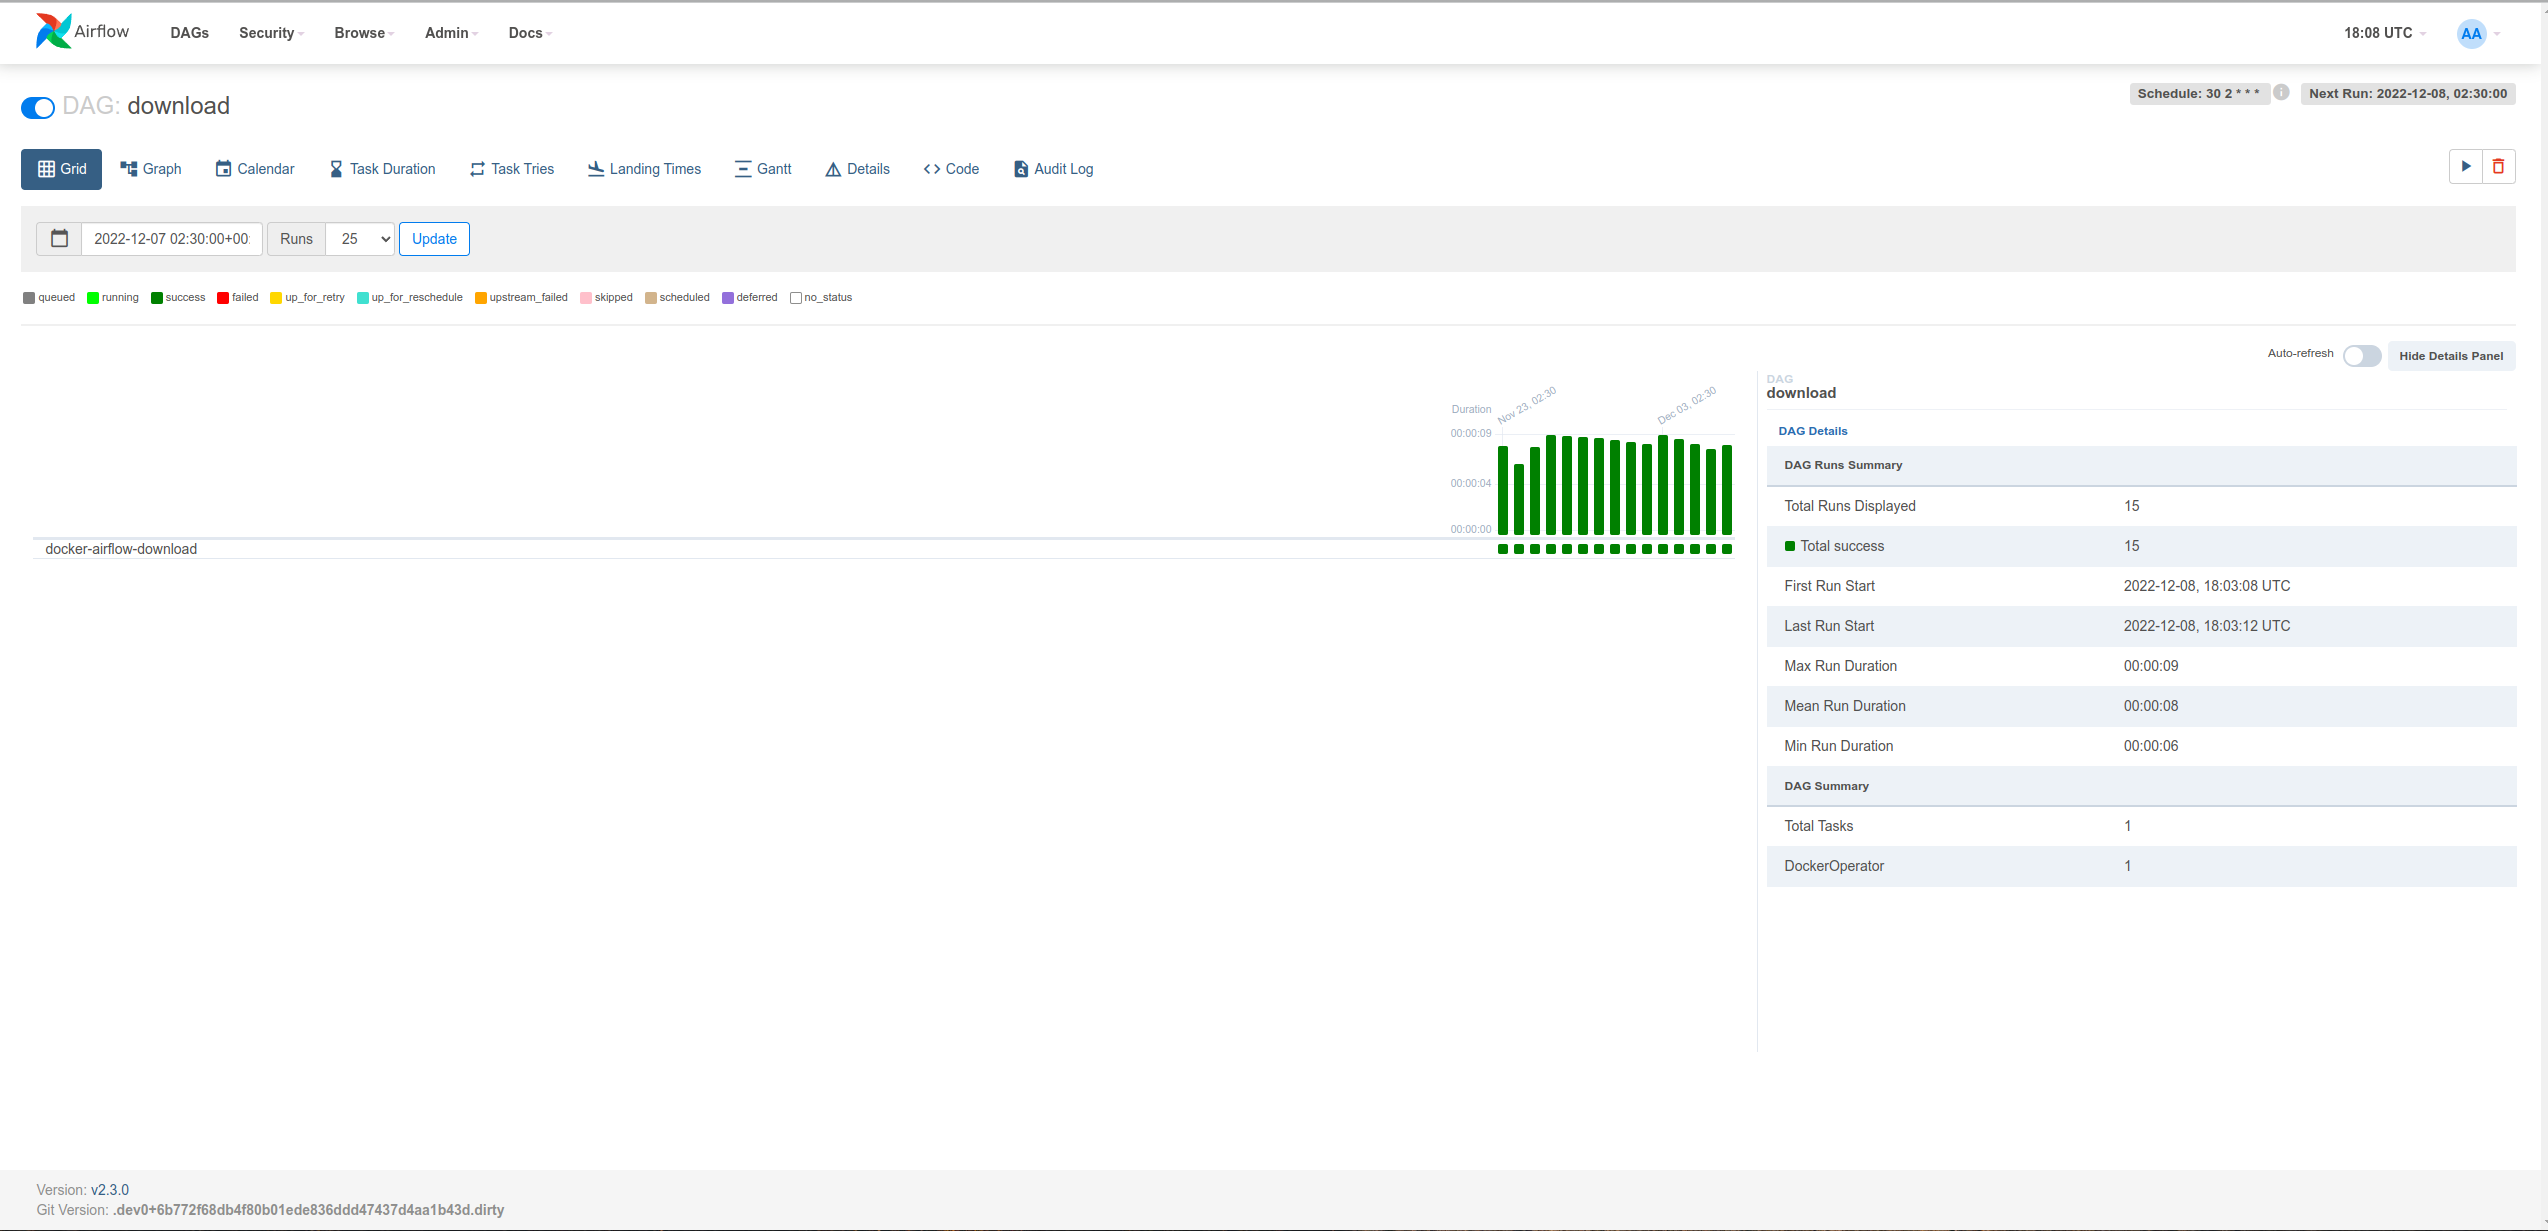 Airflow DAGs Security Browse Admin Docs 18:08 UTC AA
DAG: download Schedule: 30 2 * * * i Next Run: 2022-12-08, 02:30:00
Grid Graph Calendar Task Duration Task Tries Landing Times Gantt Details Code Audit Log
2022-12-07 02:30:00+00: Runs 25 Update
queued running success failed up_for_retry up_for_reschedule upstream_failed skipped scheduled deferred no_status
Auto-refresh Hide Details Panel
Duration Nov 23, 02:30 Dec 03, 02:30
00:00:09
00:00:04
00:00:00
docker-airflow-download
DAG
download
DAG Details
DAG Runs Summary
Total Runs Displayed 15
Total success 15
First Run Start 2022-12-08, 18:03:08 UTC
Last Run Start 2022-12-08, 18:03:12 UTC
Max Run Duration 00:00:09
Mean Run Duration 00:00:08
Min Run Duration 00:00:06
DAG Summary
Total Tasks 1
DockerOperator 1
Version: v2.3.0
Git Version: .dev0+6b772f68db4f80b01ede836ddd47437d4aa1b43d.dirty